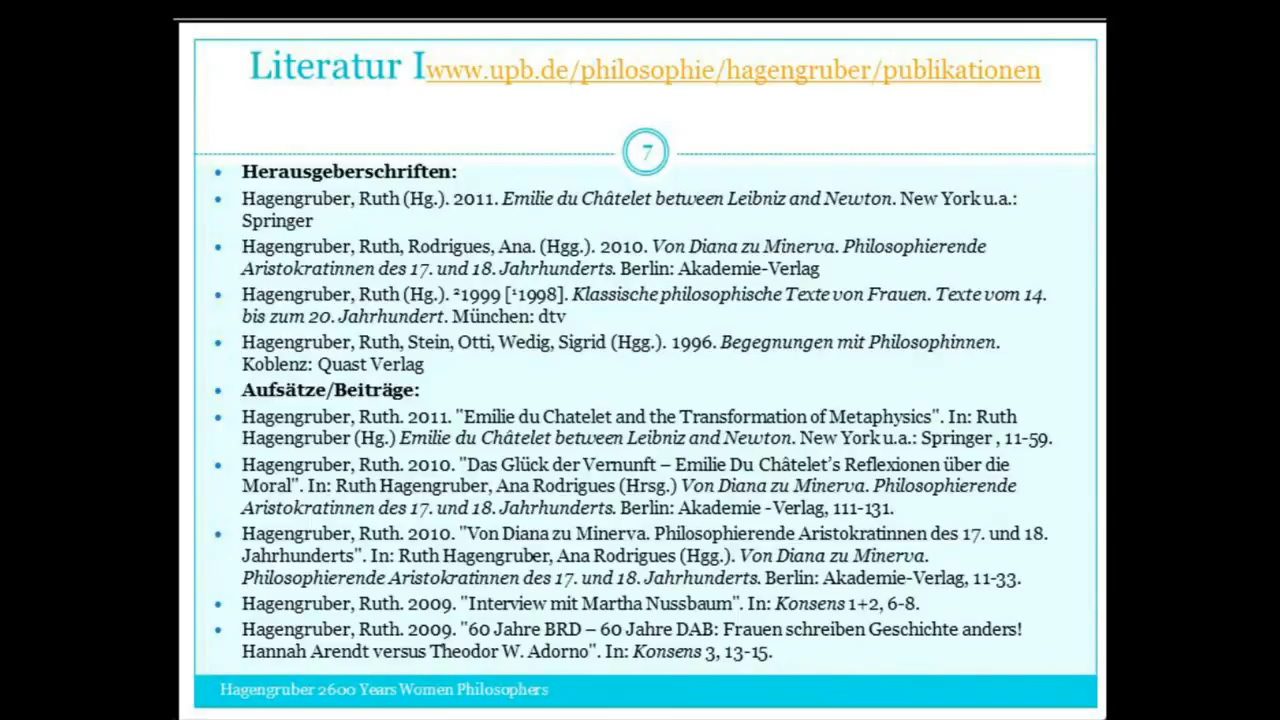 Literatur I www.upb.de/philosophie/hagengruber/publikationen
7
• Herausgeberschriften:
• Hagengruber, Ruth (Hg.). 2011. Emilie du Châtelet between Leibniz and Newton. New York u.a.:
Springer
• Hagengruber, Ruth, Rodrigues, Ana. (Hgg.). 2010. Von Diana zu Minerva. Philosophierende
Aristokratinnen des 17. und 18. Jahrhunderts. Berlin: Akademie-Verlag
• Hagengruber, Ruth (Hg.). ²1999 [¹1998]. Klassische philosophische Texte von Frauen. Texte vom 14.
bis zum 20. Jahrhundert. München: dtv
• Hagengruber, Ruth, Stein, Otti, Wedig, Sigrid (Hgg.). 1996. Begegnungen mit Philosophinnen.
Koblenz: Quast Verlag
• Aufsätze/Beiträge:
• Hagengruber, Ruth. 2011. "Emilie du Chatelet and the Transformation of Metaphysics". In: Ruth
Hagengruber (Hg.) Emilie du Châtelet between Leibniz and Newton. New York u.a.: Springer , 11-59.
• Hagengruber, Ruth. 2010. "Das Glück der Vernunft – Emilie Du Châtelet’s Reflexionen über die
Moral". In: Ruth Hagengruber, Ana Rodrigues (Hrsg.) Von Diana zu Minerva. Philosophierende
Aristokratinnen des 17. und 18. Jahrhunderts. Berlin: Akademie -Verlag, 111-131.
• Hagengruber, Ruth. 2010. "Von Diana zu Minerva. Philosophierende Aristokratinnen des 17. und 18.
Jahrhunderts". In: Ruth Hagengruber, Ana Rodrigues (Hgg.). Von Diana zu Minerva.
Philosophierende Aristokratinnen des 17. und 18. Jahrhunderts. Berlin: Akademie-Verlag, 11-33.
• Hagengruber, Ruth. 2009. "Interview mit Martha Nussbaum". In: Konsens 1+2, 6-8.
• Hagengruber, Ruth. 2009. "60 Jahre BRD – 60 Jahre DAB: Frauen schreiben Geschichte anders!
Hannah Arendt versus Theodor W. Adorno". In: Konsens 3, 13-15.
Hagengruber 2600 Years Women Philosophers